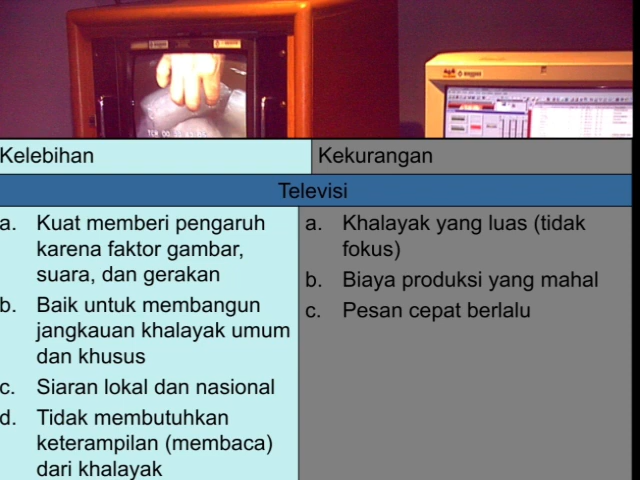 Kelebihan
Kekurangan
Televisi
a. Kuat memberi pengaruh
karena faktor gambar,
suara, dan gerakan
b. Baik untuk membangun
jangkauan khalayak umum
dan khusus
c. Siaran lokal dan nasional
d. Tidak membutuhkan
keterampilan (membaca)
dari khalayak
a. Khalayak yang luas (tidak
fokus)
b. Biaya produksi yang mahal
c. Pesan cepat berlalu